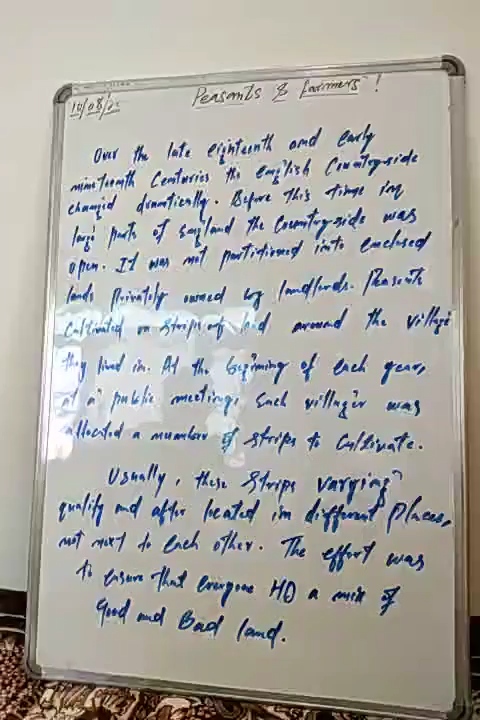 Peasants & farmers !
Over the late eighteenth and early
nineteenth Centuries the english Countryside
changed dramatically. Before this time in
large parts of England the Countryside was
open. It was not partitioned into enclosed
lands Privately owned by landlords. Peasants
Cultivated on strips of land around the village
they lived in. At the beginning of each year,
at a public meeting, each villager was
allocated a number of strips to Cultivate.
Usually, these strips varying
quality and after located in different places,
not next to each other. The effort was
to ensure that everyone HD a mix of
Good and Bad land.